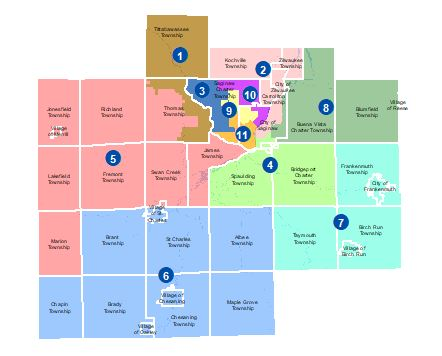 Tittabawassee
Township
1
Kochville
Township
Zilwaukee
Township
2
3
Saginaw
Charter
Township
City of
Zilwaukee
Carrollton
Township
10
9
8
Jonesfield
Township
Richland
Township
Thomas
Township
Blumfield
Township
Village
of Reese
Village
City of
Saginaw
Buena Vista
Charter Township
11
James
Township
5
4
Lakefield
Township
Fremont
Township
Swan Creek
Township
Spaulding
Township
Bridgeport
Charter
Township
Frankenmuth
Township
City of
Frankenmuth
Village
of St.
Charles
7
Marion
Township
Brant
Township
St Charles
Township
Albee
Township
Taymouth
Township
Birch Run
Township
Village of
Birch Run
6
Chapin
Township
Brady
Township
Village of
Chesaning
Chesaning
Township
Maple Grove
Township
Village
of Oakley